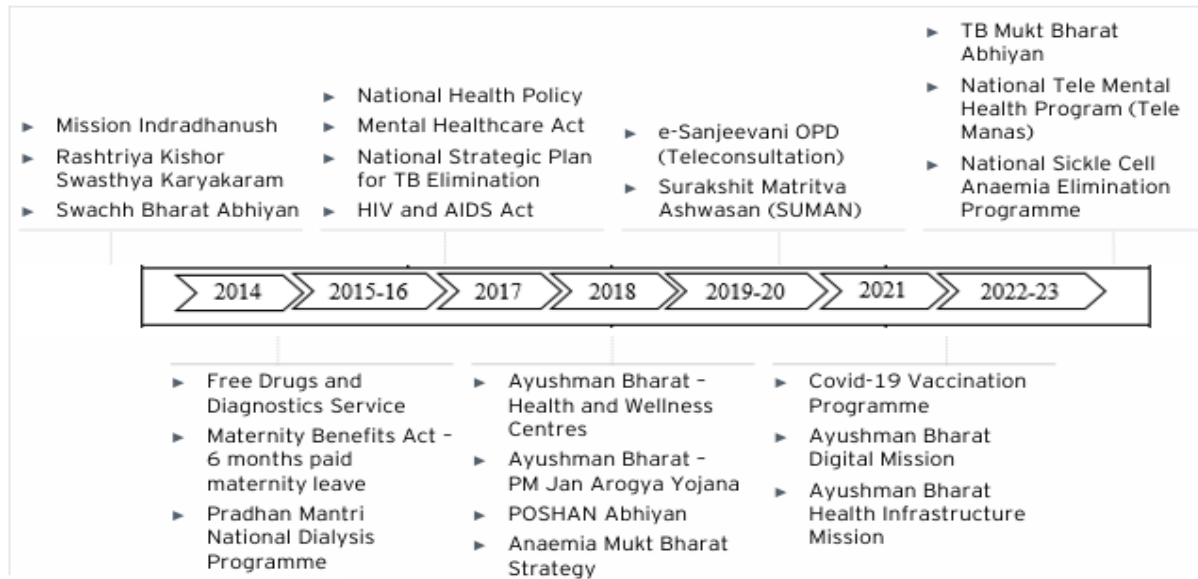 ► Mission Indradhanush
► Rashtriya Kishor
Swasthya Karyakaram
► Swachh Bharat Abhiyan
► National Health Policy
► Mental Healthcare Act
► National Strategic Plan
for TB Elimination
► HIV and AIDS Act
► e-Sanjeevani OPD
(Teleconsultation)
► Surakshit Matritva
Ashwasan (SUMAN)
► TB Mukt Bharat
Abhiyan
► National Tele Mental
Health Program (Tele
Manas)
► National Sickle Cell
Anaemia Elimination
Programme
2014 2015-16 2017 2018 2019-20 2021 2022-23
► Free Drugs and
Diagnostics Service
► Maternity Benefits Act –
6 months paid
maternity leave
► Pradhan Mantri
National Dialysis
Programme
► Ayushman Bharat –
Health and Wellness
Centres
► Ayushman Bharat –
PM Jan Arogya Yojana
► POSHAN Abhiyan
► Anaemia Mukt Bharat
Strategy
► Covid-19 Vaccination
Programme
► Ayushman Bharat
Digital Mission
► Ayushman Bharat
Health Infrastructure
Mission